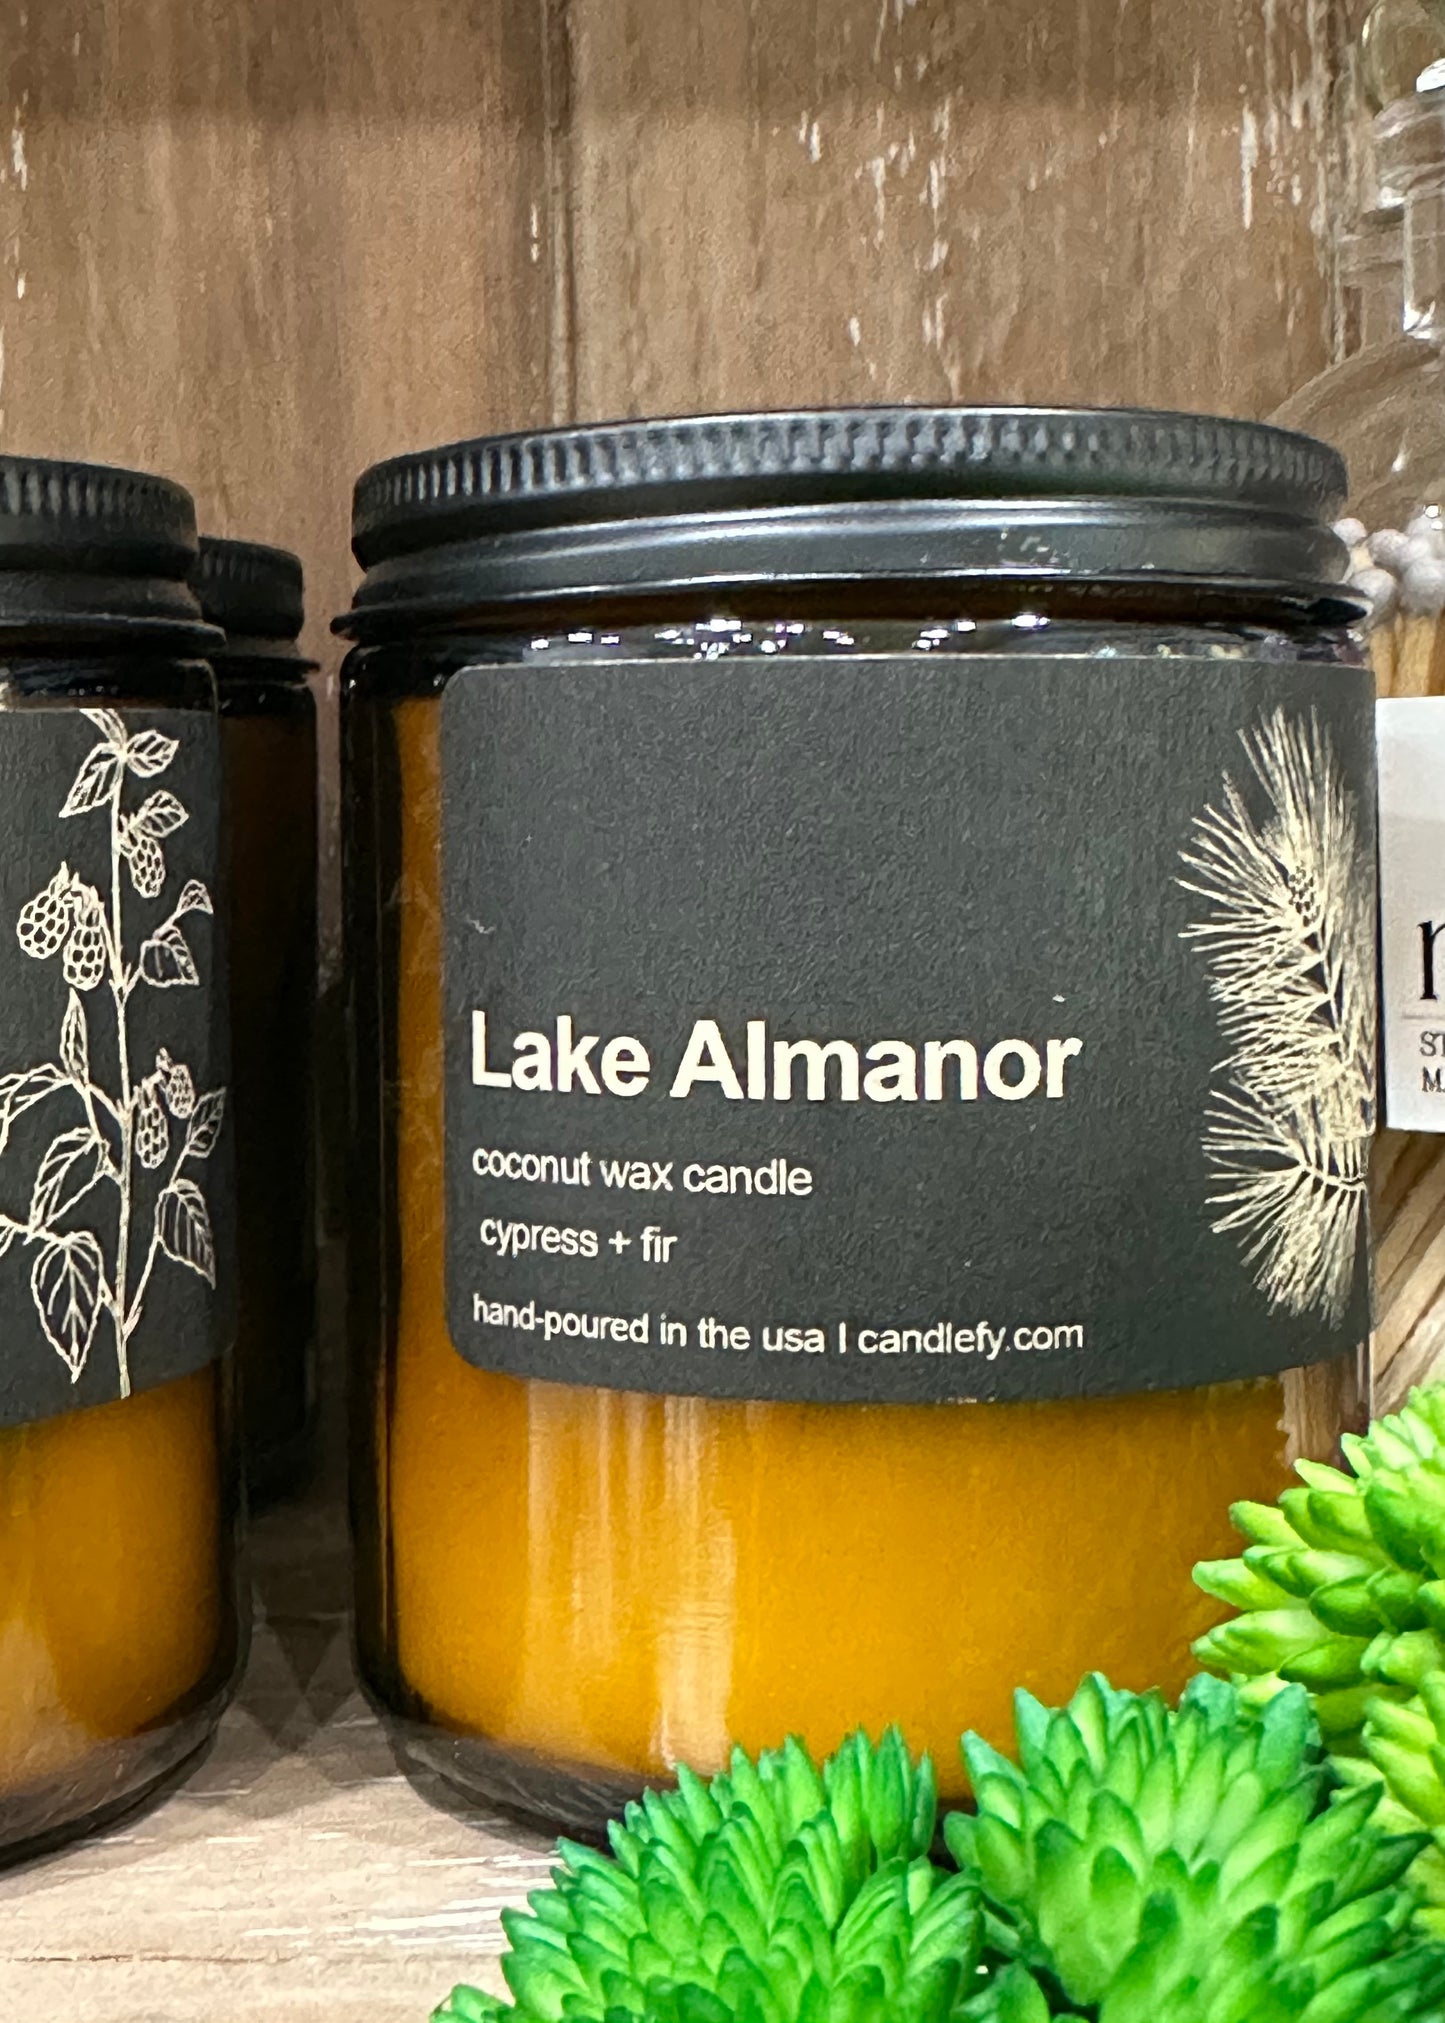 Lake Almanor
coconut wax candle
cypress + fir
hand-poured in the usa | candlefy.com